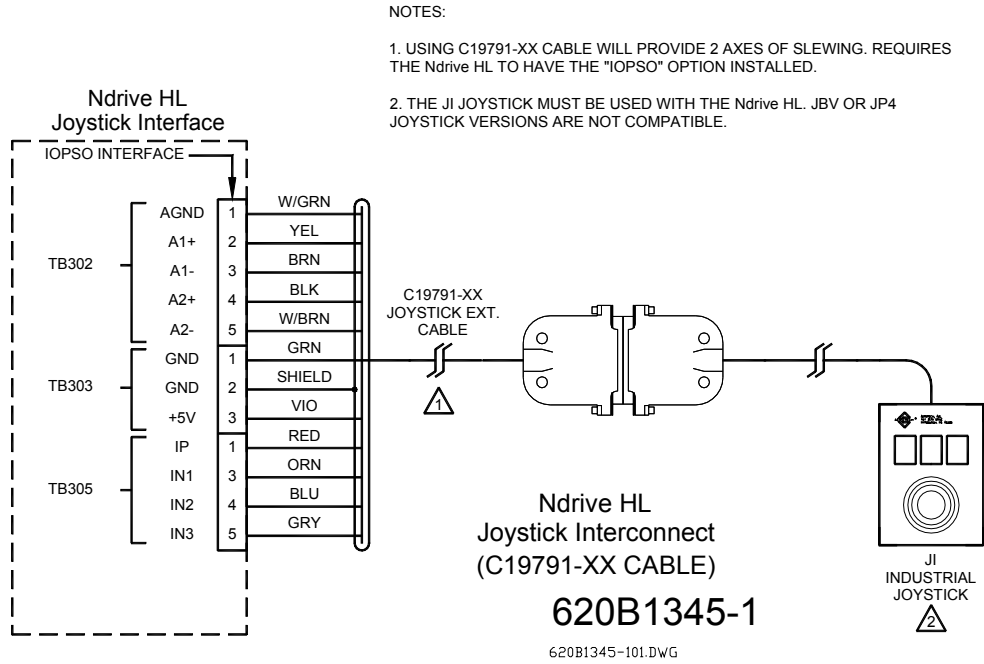 NOTES:
1. USING C19791-XX CABLE WILL PROVIDE 2 AXES OF SLEWING. REQUIRES
THE Ndrive HL TO HAVE THE "IOPSO" OPTION INSTALLED.
2. THE JI JOYSTICK MUST BE USED WITH THE Ndrive HL. JBV OR JP4
JOYSTICK VERSIONS ARE NOT COMPATIBLE.
Ndrive HL
Joystick Interface
IOPSO INTERFACE
TB302
AGND 1 W/GRN
A1+ 2 YEL
A1- 3 BRN
A2+ 4 BLK
A2- 5 W/BRN
TB303
GND 1 GRN
GND 2 SHIELD
+5V 3 VIO
TB305
IP 1 RED
IN1 3 ORN
IN2 4 BLU
IN3 5 GRY
C19791-XX
JOYSTICK EXT.
CABLE
1
JI
INDUSTRIAL
JOYSTICK
2
Ndrive HL
Joystick Interconnect
(C19791-XX CABLE)
620B1345-1
620B1345-101.DWG